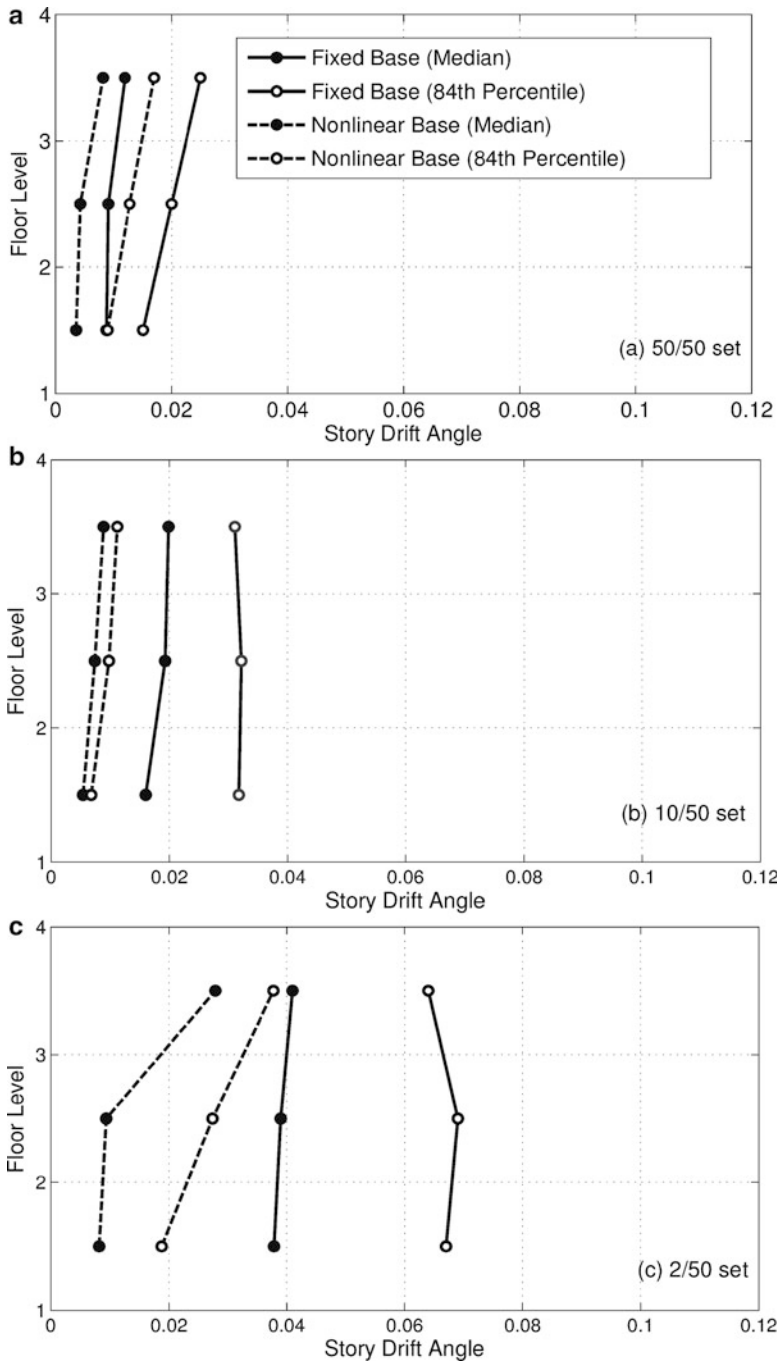 a
4
3
2
1
Floor Level
Fixed Base (Median)
Fixed Base (84th Percentile)
Nonlinear Base (Median)
Nonlinear Base (84th Percentile)
(a) 50/50 set
0 0.02 0.04 0.06 0.08 0.1 0.12
Story Drift Angle
b
4
3
2
1
Floor Level
(b) 10/50 set
0 0.02 0.04 0.06 0.08 0.1 0.12
Story Drift Angle
c
4
3
2
1
Floor Level
(c) 2/50 set
0 0.02 0.04 0.06 0.08 0.1 0.12
Story Drift Angle